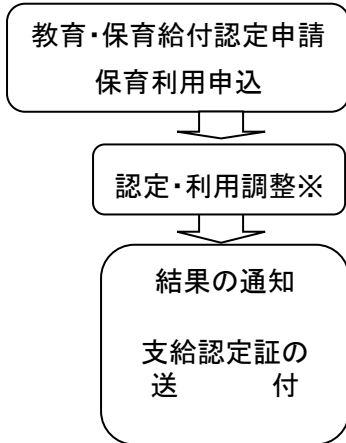 教育・保育給付認定申請
保育利用申込
認定・利用調整※
結果の通知
支給認定証の
送　　　付